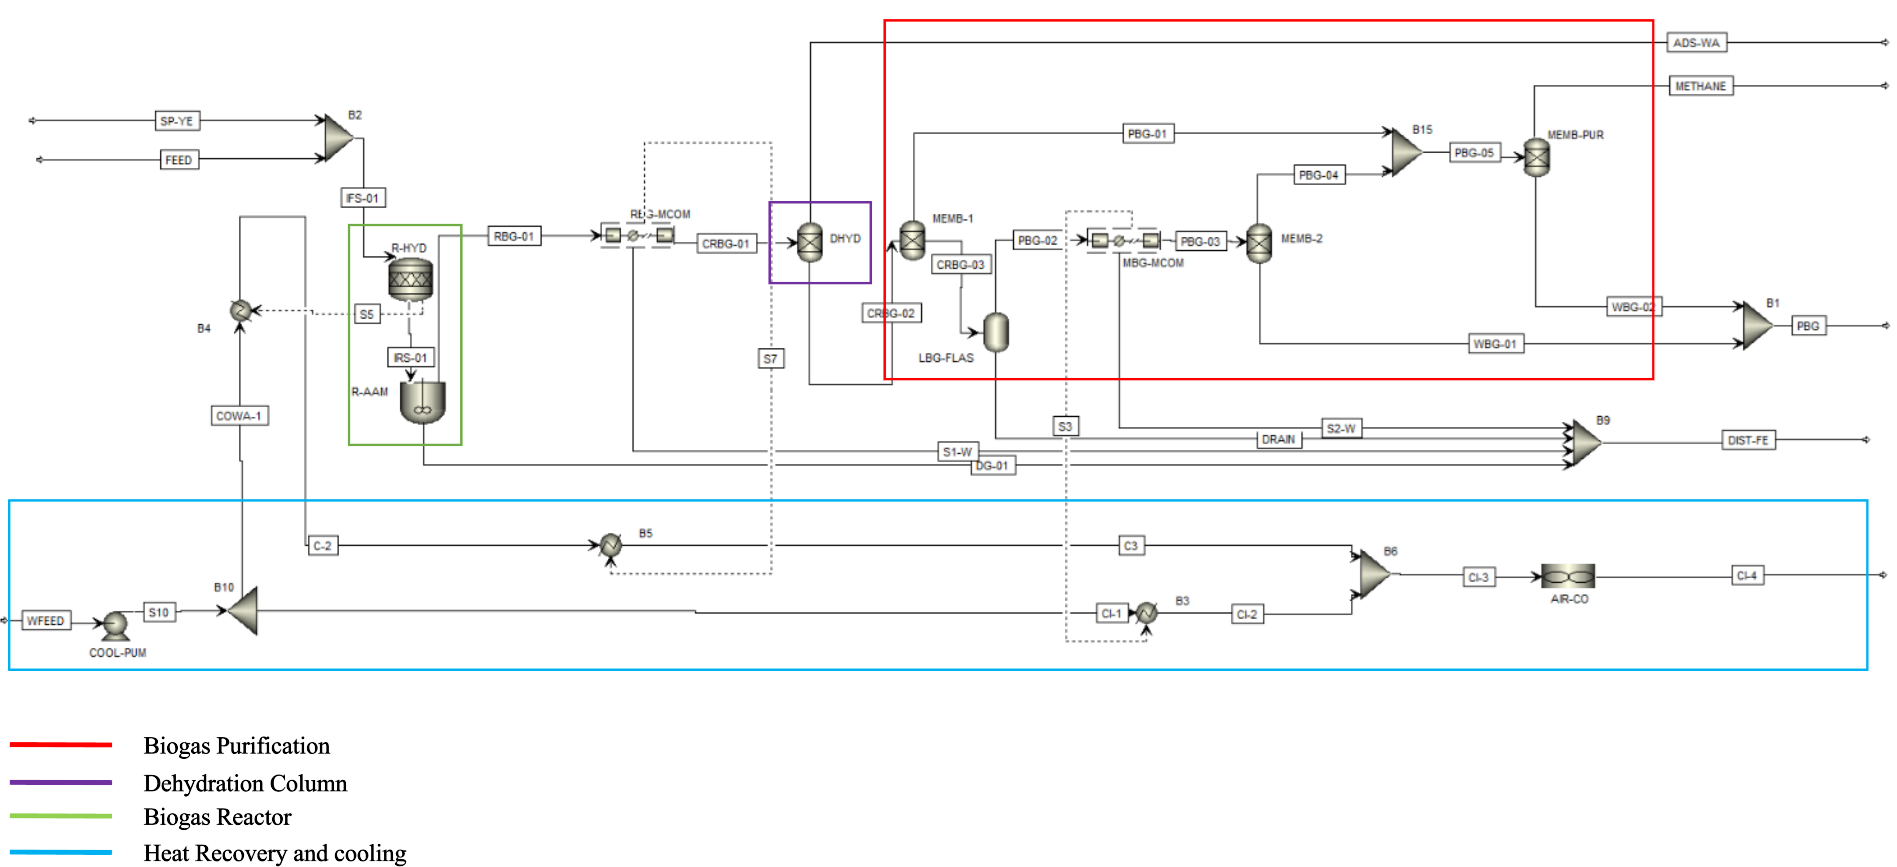 ADS-WA
METHANE
B2
SP-YE
FEED
B15
PBG-01
MEMB-PUR
PBG-05
PBG-04
IFS-01
MEMB-1
RBG-MCOM
RBG-01
CRBG-01
DHYD
PBG-02
PBG-03
MEMB-2
R-HYD
CRBG-03
MBG-MCOM
S5
B4
CRBG-02
WBG-02
B1
PBG
IRS-01
LBG-FLAS
WBG-01
S7
R-AAM
COWA-1
S3
S2-W
B9
DRAIN
DIST-FE
S1-W
DG-01
C-2
B5
C3
B6
B10
CI-3
CI-4
AIR-CO
WFEED
S10
CI-1
B3
CI-2
COOL-PUM
Biogas Purification
Dehydration Column
Biogas Reactor
Heat Recovery and cooling